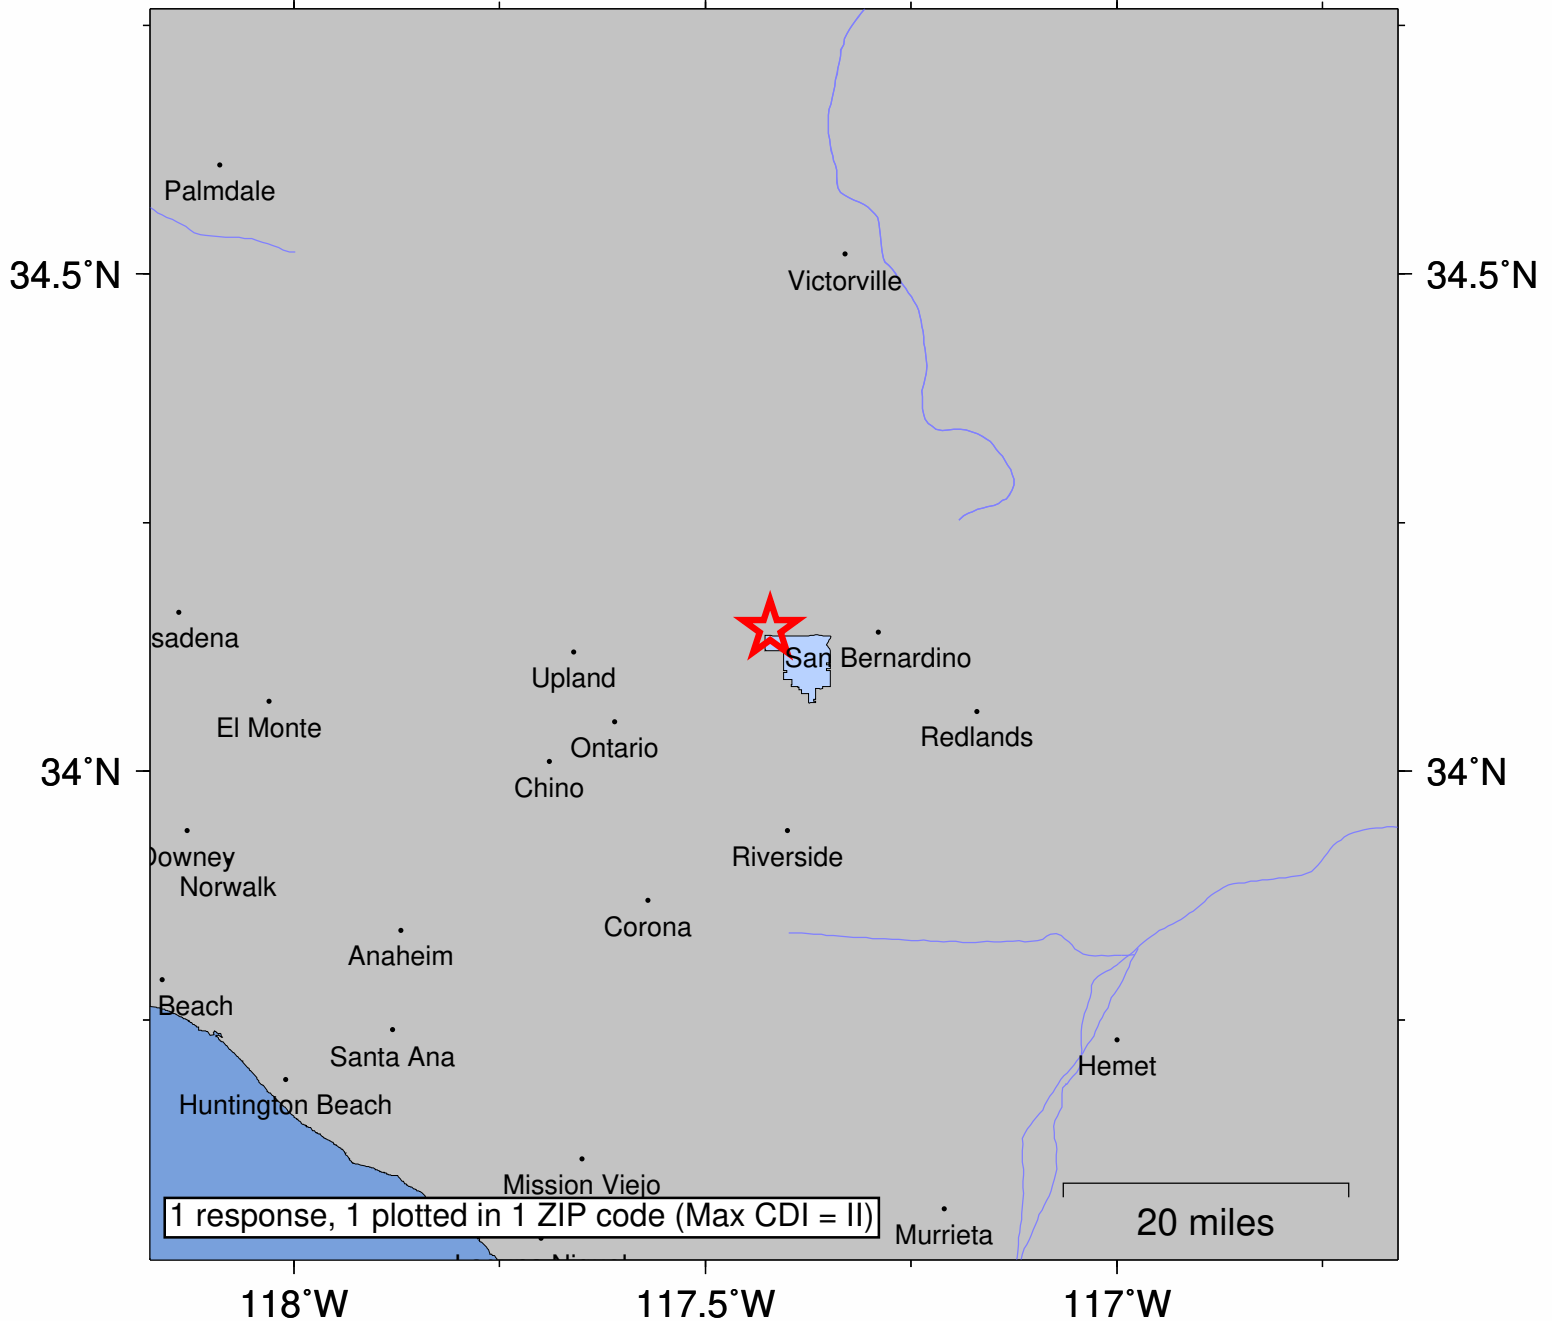 Palmdale
34.5°N
34.5°N
Victorville
sadena
San Bernardino
Upland
El Monte
Redlands
Ontario
34°N
34°N
Chino
Downey
Riverside
Norwalk
Corona
Anaheim
Beach
Santa Ana
Hemet
Huntington Beach
Mission Viejo
1 response, 1 plotted in 1 ZIP code (Max CDI = II)
20 miles
Murrieta
118°W
117.5°W
117°W